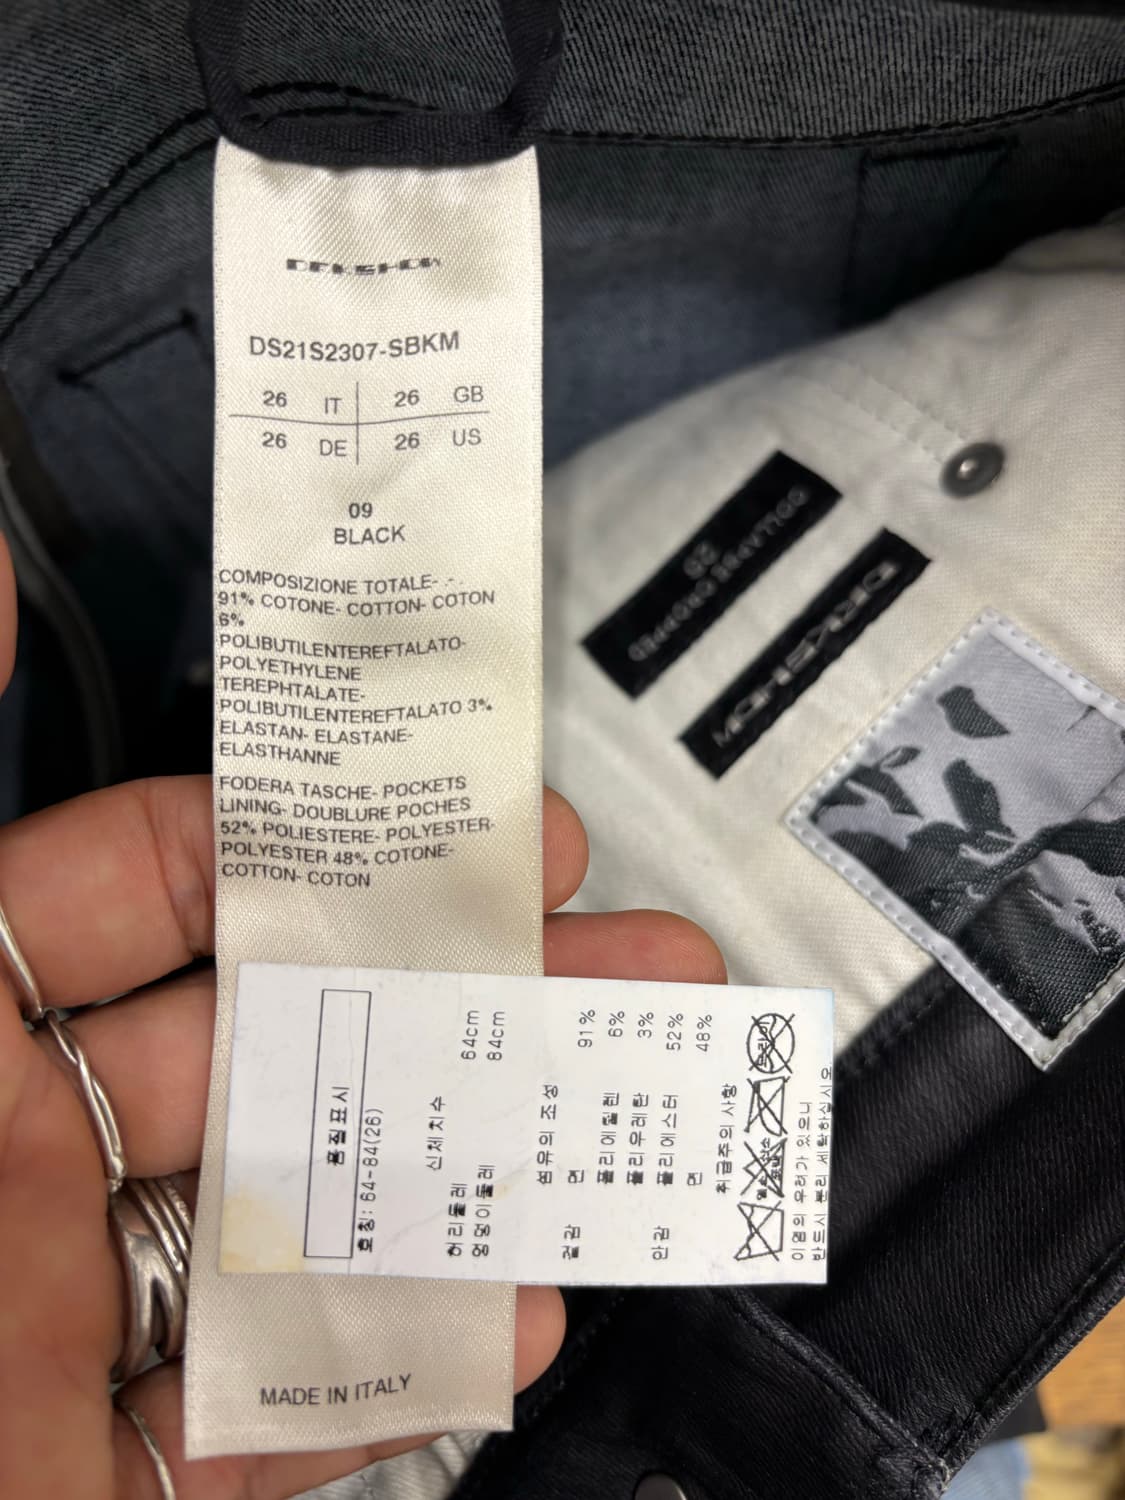 DRKSHDW
DS21S2307-SBKM
26 IT 26 GB
26 DE 26 US
09
BLACK
COMPOSIZIONE TOTALE- - -
91% COTONE- COTTON- COTON
6%
POLIBUTILENTEREFTALATO-
POLYETHYLENE
TEREPHTALATE-
POLIBUTILENTEREFTALATO 3%
ELASTAN- ELASTANE-
ELASTHANNE
FODERA TASCHE- POCKETS
LINING- DOUBLURE POCHES
52% POLIESTERE- POLYESTER-
POLYESTER 48% COTONE-
COTTON- COTON
품질표시
호칭: 64-84(26)
신체치수
허리둘레 64cm
엉덩이둘레 84cm
섬유의 조성
겉감 면 91%
폴리에틸렌 6%
폴리우레탄 3%
안감 폴리에스터 52%
면 48%
취급주의 사항
이염의 우려가 있으니
반드시 분리 세탁하십시오
MADE IN ITALY
COLLAPSE CROPPED
26
DRKSHDW